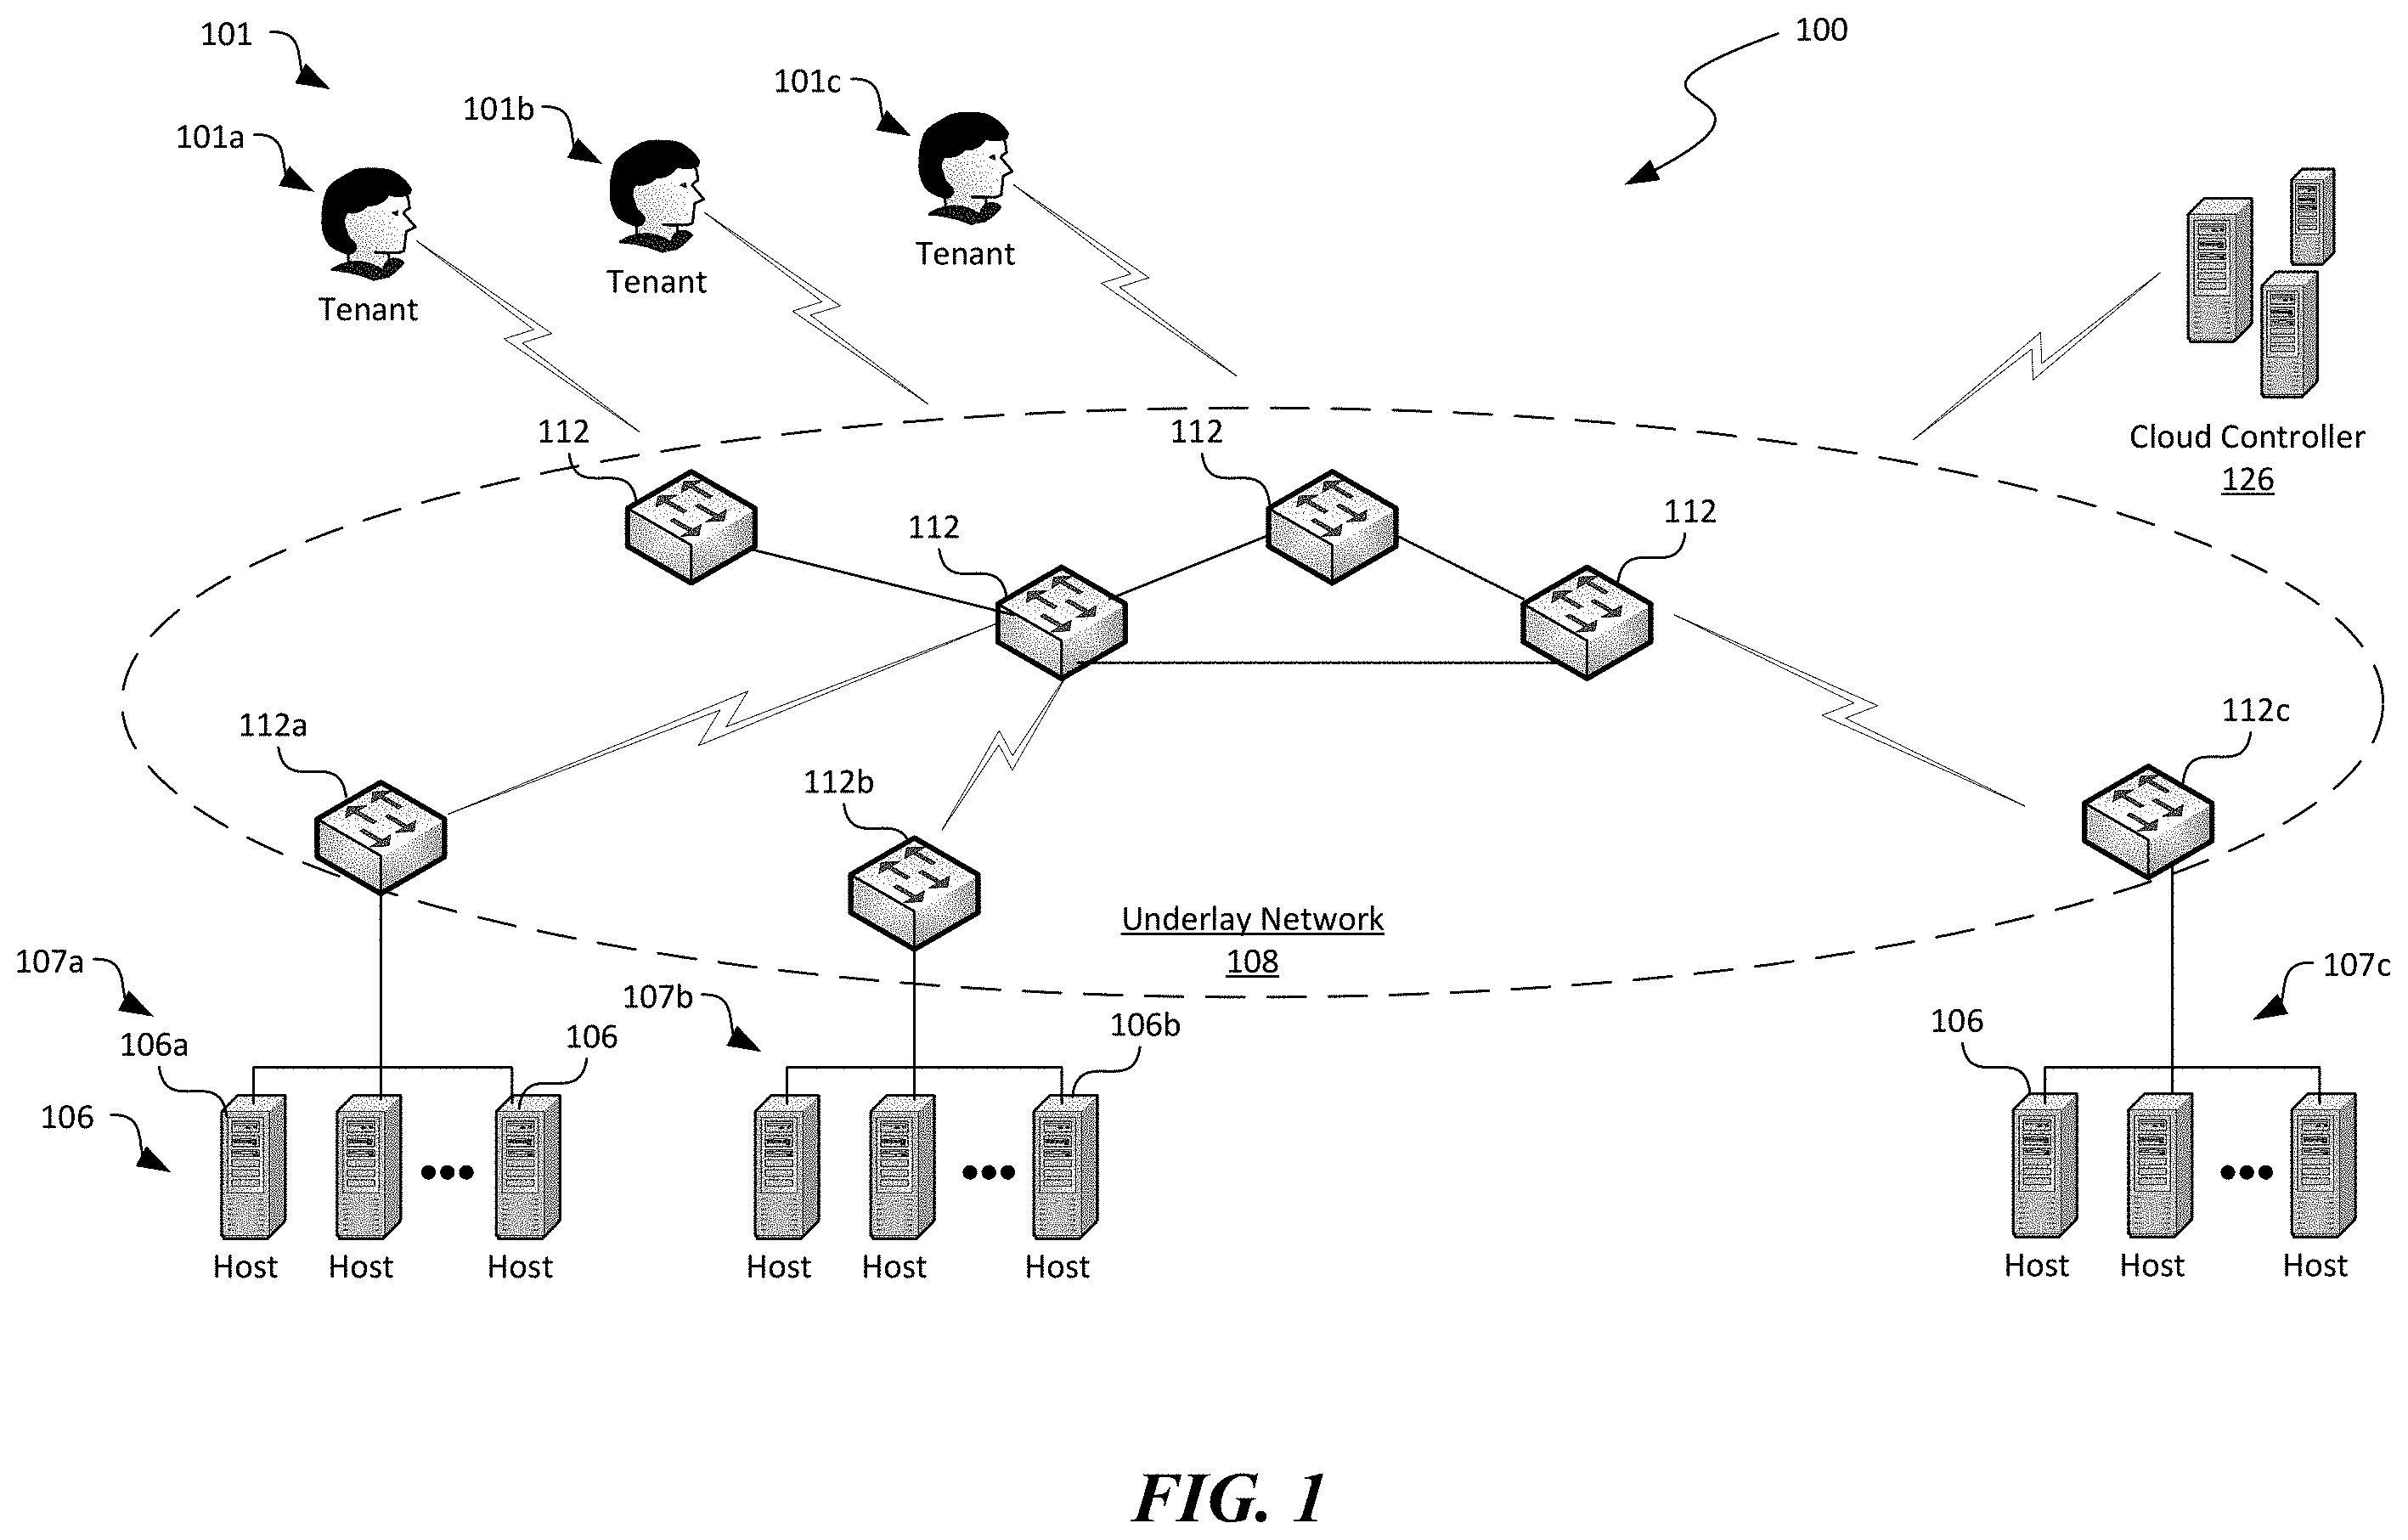 101
100
101c
101b
101a
Tenant
Tenant
Tenant
112
112
Cloud Controller
126
112
112
112a
112c
112b
Underlay Network
108
107a
107b
107c
106a
106
106b
106
106
Host
Host
Host
Host
Host
Host
Host
Host
Host
FIG. 1